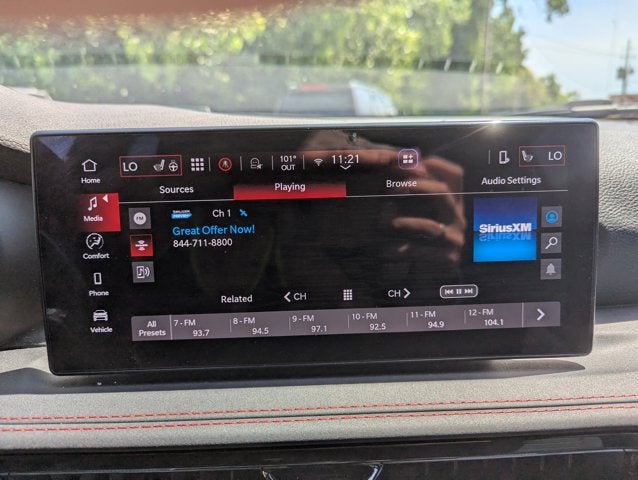 LO
101°
OUT
11:21
LO
Home
Sources
Playing
Browse
Audio Settings
Media
FM
SiriusXM
Ch 1
Great Offer Now!
844-711-8800
SiriusXM
Comfort
Phone
Related
CH
CH
Vehicle
All
Presets
7 - FM
93.7
8 - FM
94.5
9 - FM
97.1
10 - FM
92.5
11 - FM
94.9
12 - FM
104.1